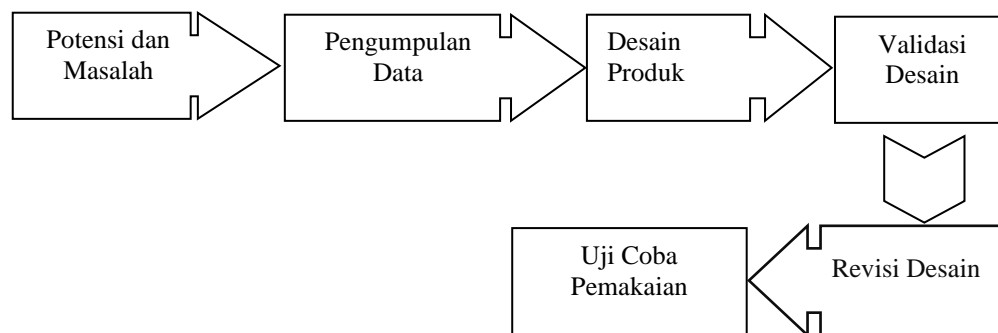 Potensi dan
Masalah
Pengumpulan
Data
Desain
Produk
Validasi
Desain
Revisi Desain
Uji Coba
Pemakaian